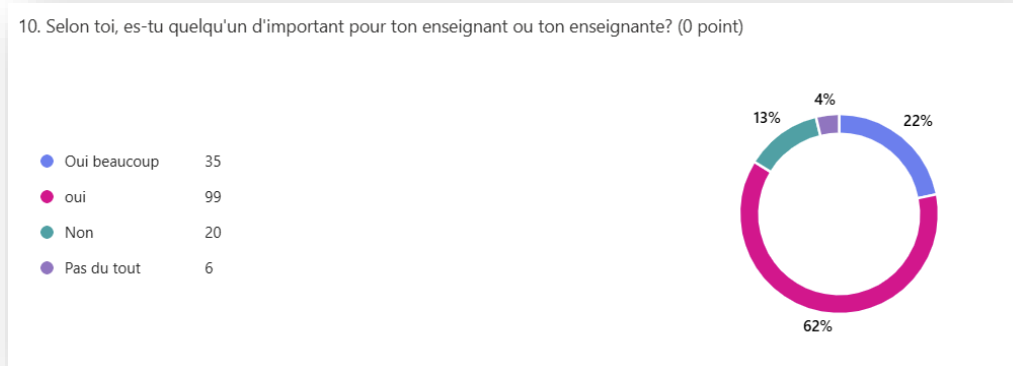 10. Selon toi, es-tu quelqu'un d'important pour ton enseignant ou ton enseignante? (0 point)
Oui beaucoup 35
oui 99
Non 20
Pas du tout 6
4%
13%
22%
62%